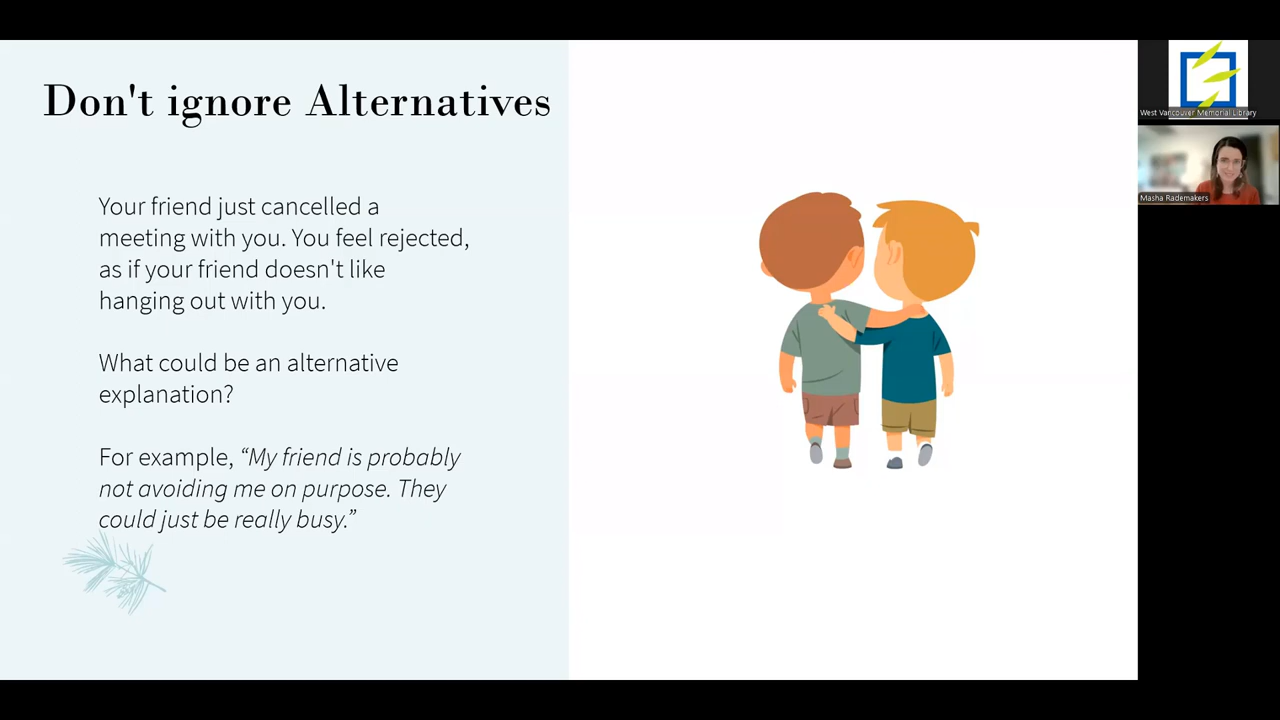 Don't ignore Alternatives
Your friend just cancelled a
meeting with you. You feel rejected,
as if your friend doesn't like
hanging out with you.
What could be an alternative
explanation?
For example, “My friend is probably
not avoiding me on purpose. They
could just be really busy.”
West Vancouver Memorial Library
Masha Rademakers